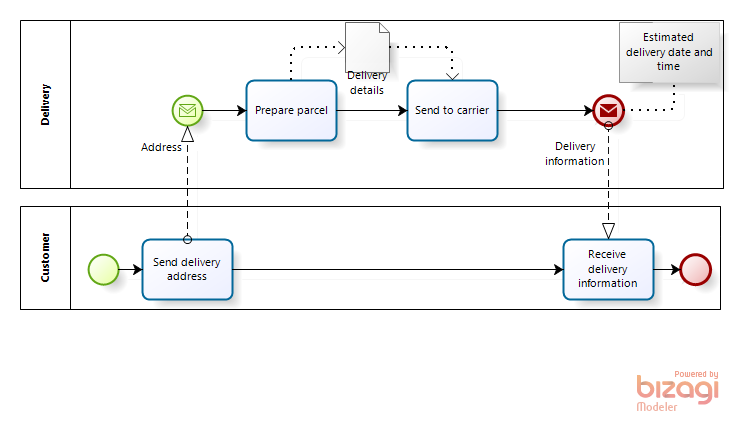 Delivery
Estimated
delivery date and
time
Delivery
details
Prepare parcel
Send to carrier
Address
Delivery
information
Customer
Send delivery
address
Receive
delivery
information
Powered by
bizagi
Modeler